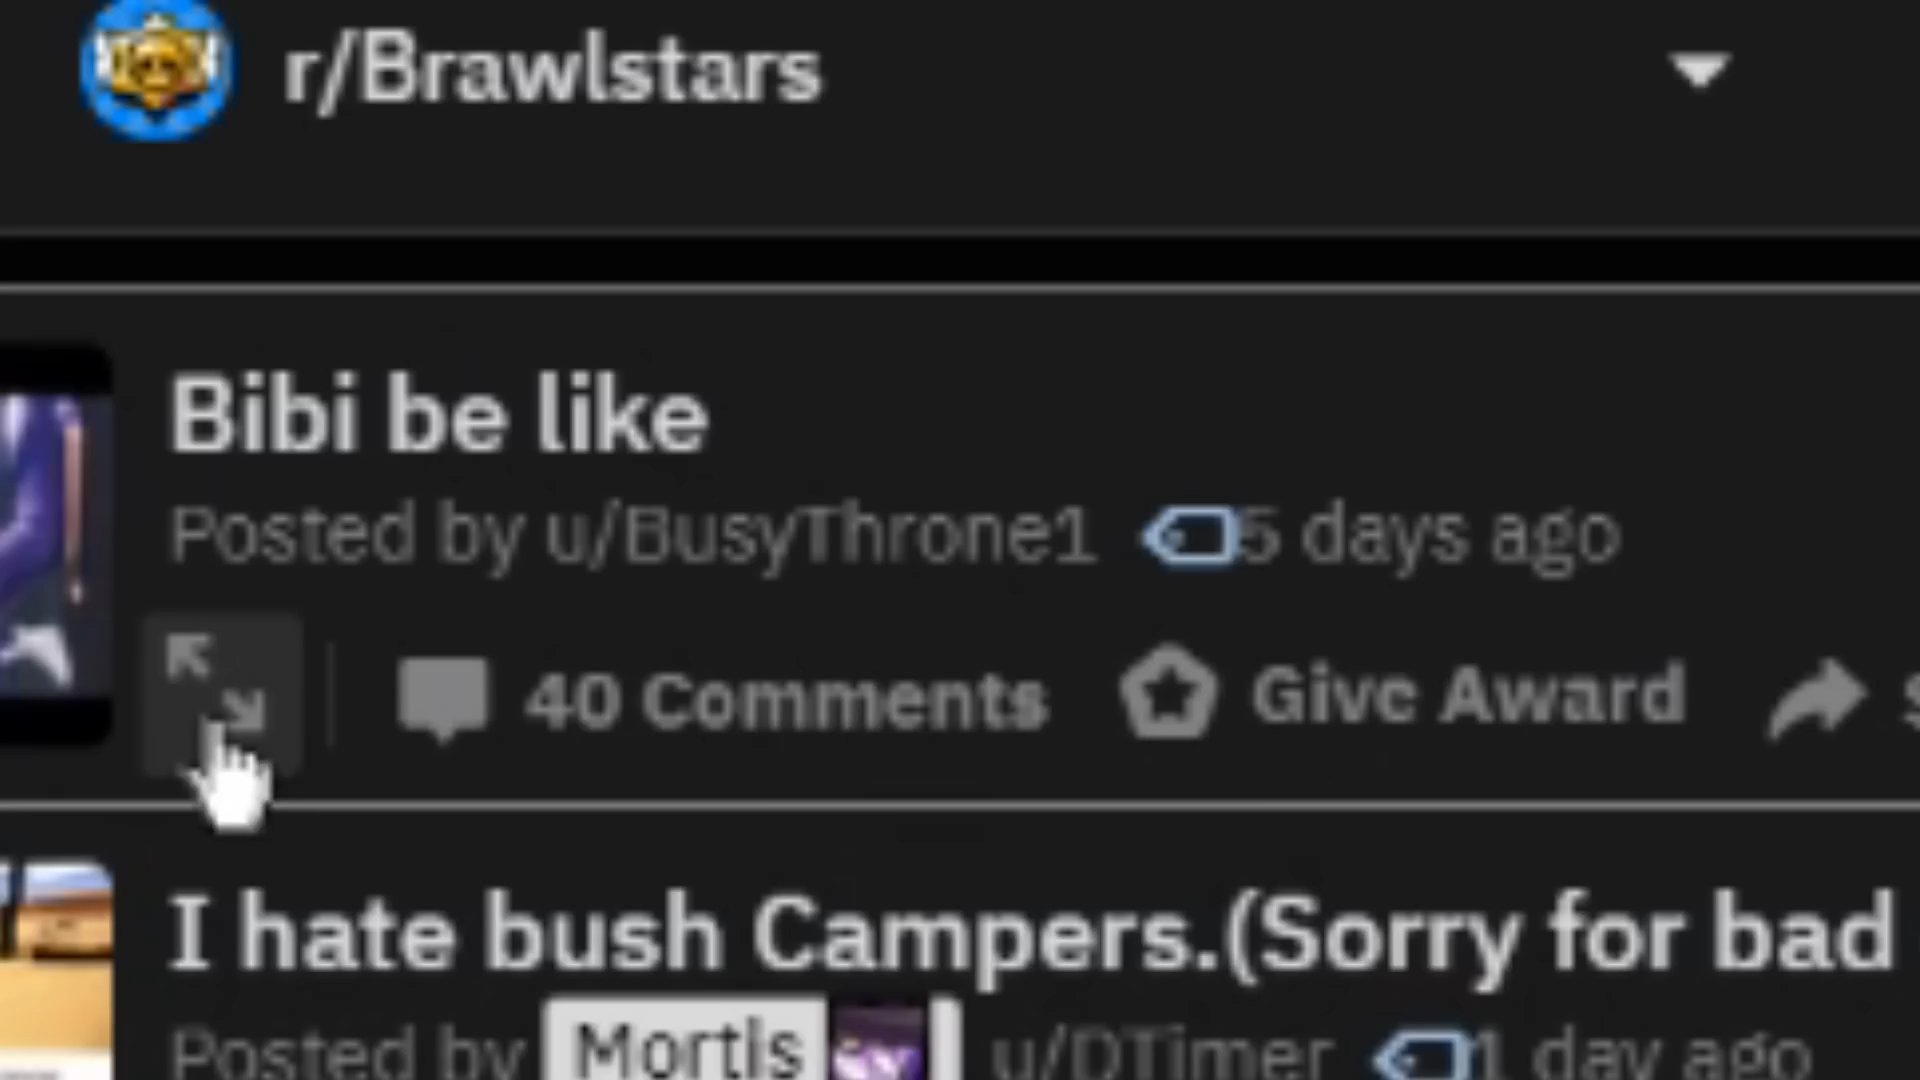 r/Brawlstars
Bibi be like
Posted by u/BusyThrone1 5 days ago
40 Comments Give Award S
I hate bush Campers.(Sorry for bad
Posted by Mortis u/DTimer 1 day ago